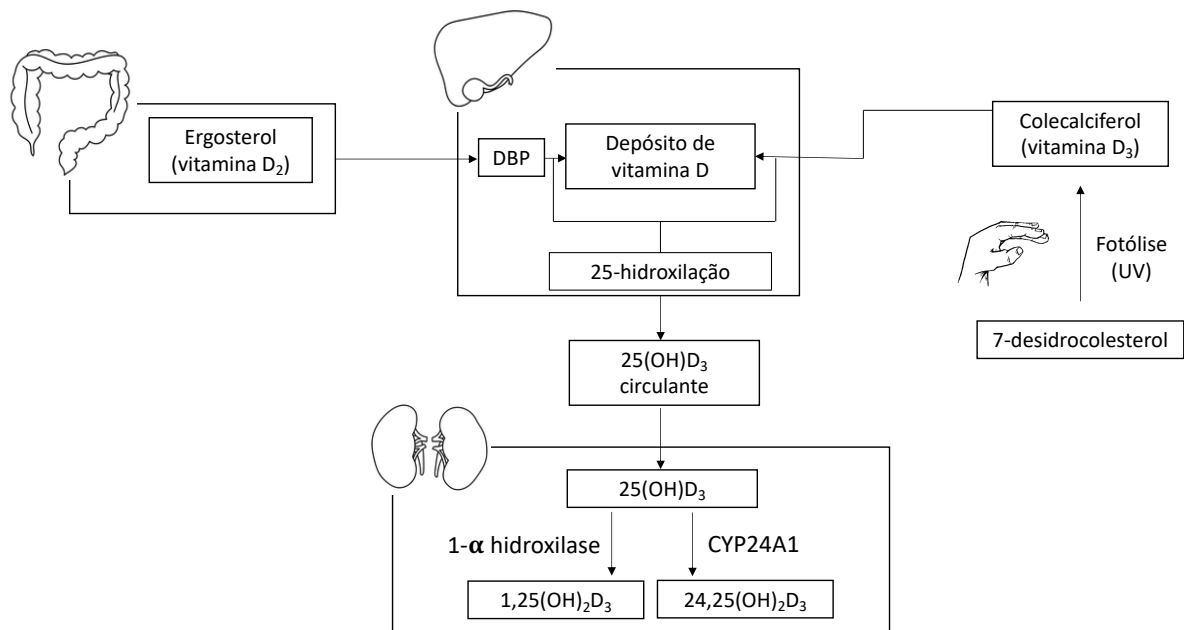 Ergosterol
(vitamina D₂)
DBP
Depósito de
vitamina D
Colecalciferol
(vitamina D₃)
25-hidroxilação
Fotólise
(UV)
7-desidrocolesterol
25(OH)D₃
circulante
25(OH)D₃
1-α hidroxilase
CYP24A1
1,25(OH)₂D₃
24,25(OH)₂D₃